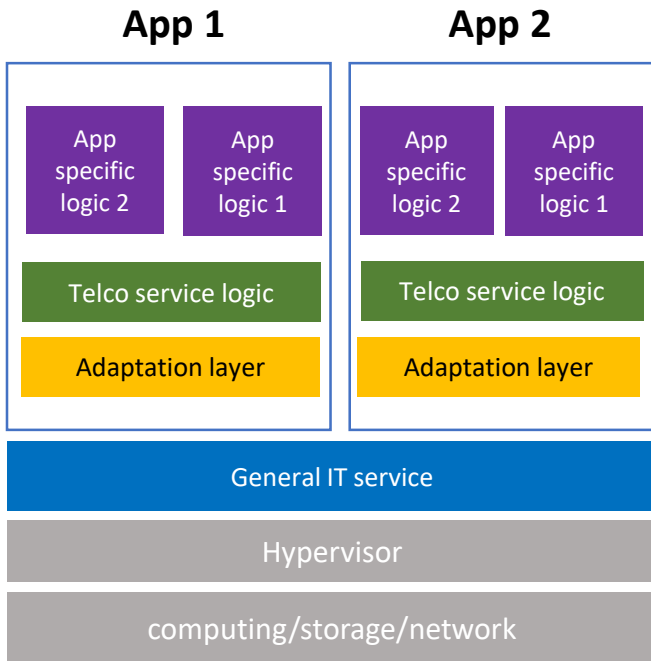 App 1
App 2
App
specific
logic 2
App
specific
logic 1
App
specific
logic 2
App
specific
logic 1
Telco service logic
Telco service logic
Adaptation layer
Adaptation layer
General IT service
Hypervisor
computing/storage/network